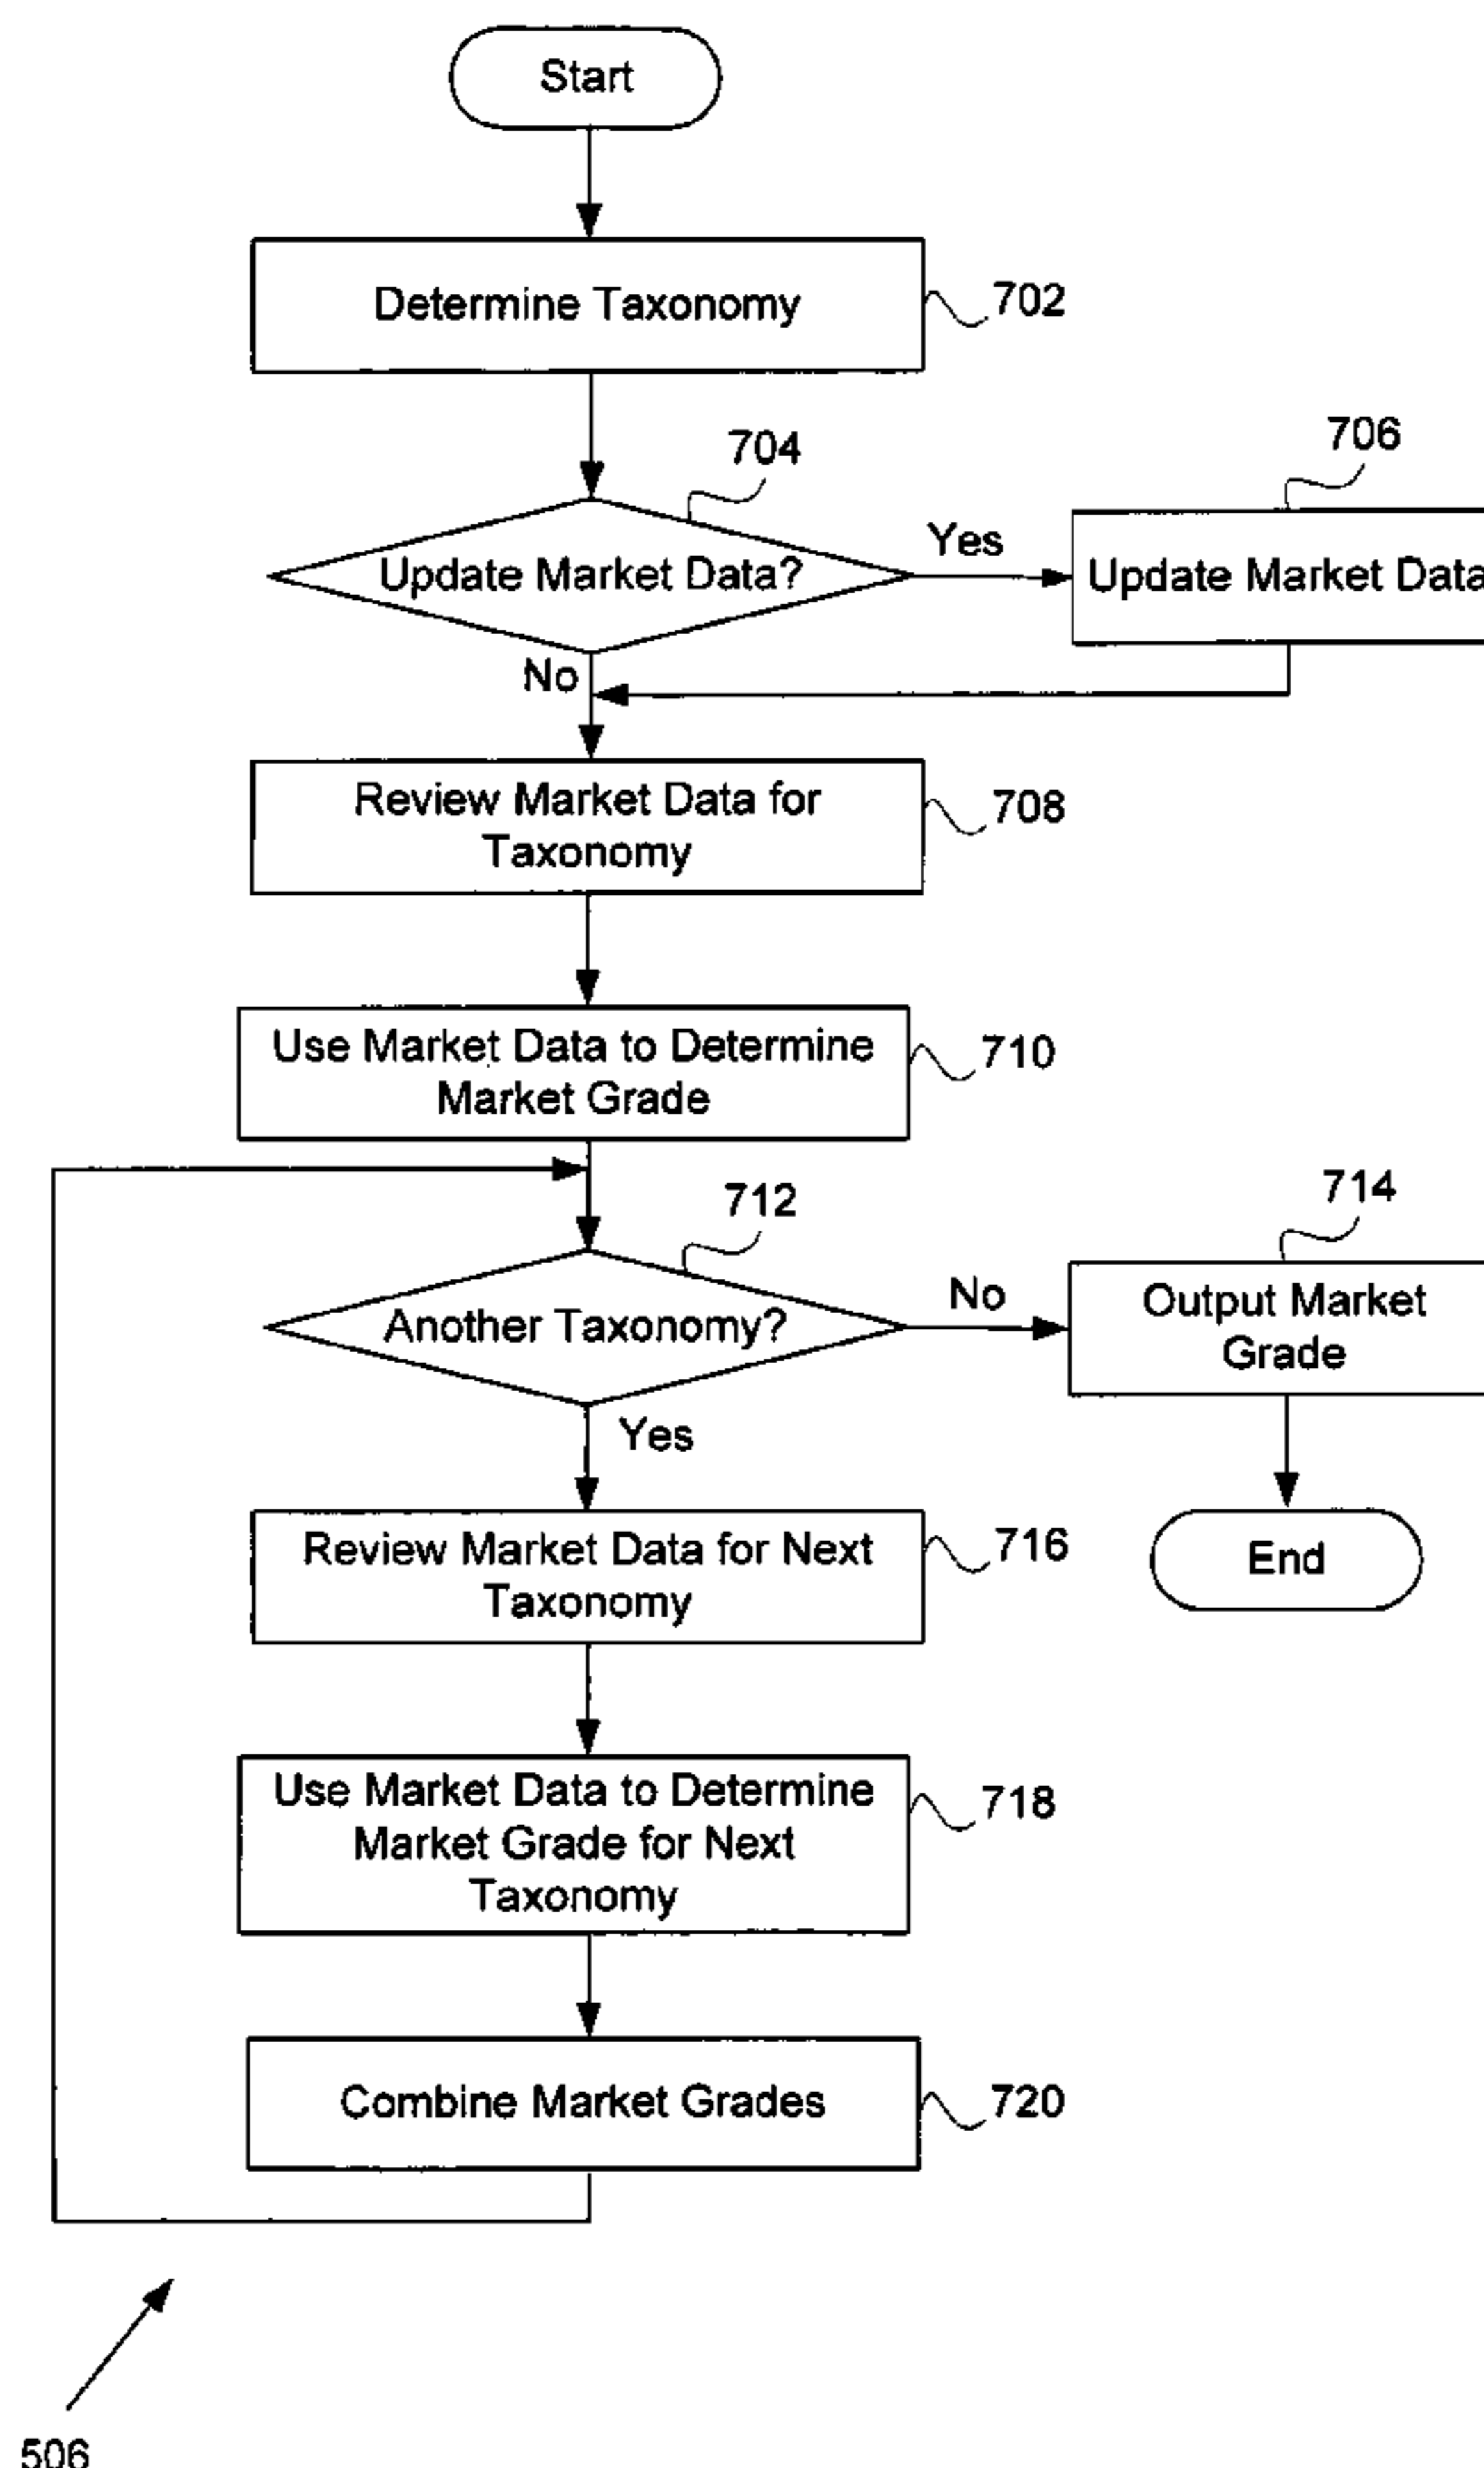 Start
Determine Taxonomy
702
704
706
Update Market Data?
Yes
Update Market Data
No
Review Market Data for
Taxonomy
708
Use Market Data to Determine
Market Grade
710
712
714
Another Taxonomy?
No
Output Market
Grade
Yes
Review Market Data for Next
Taxonomy
716
End
Use Market Data to Determine
Market Grade for Next
Taxonomy
718
Combine Market Grades
720
506